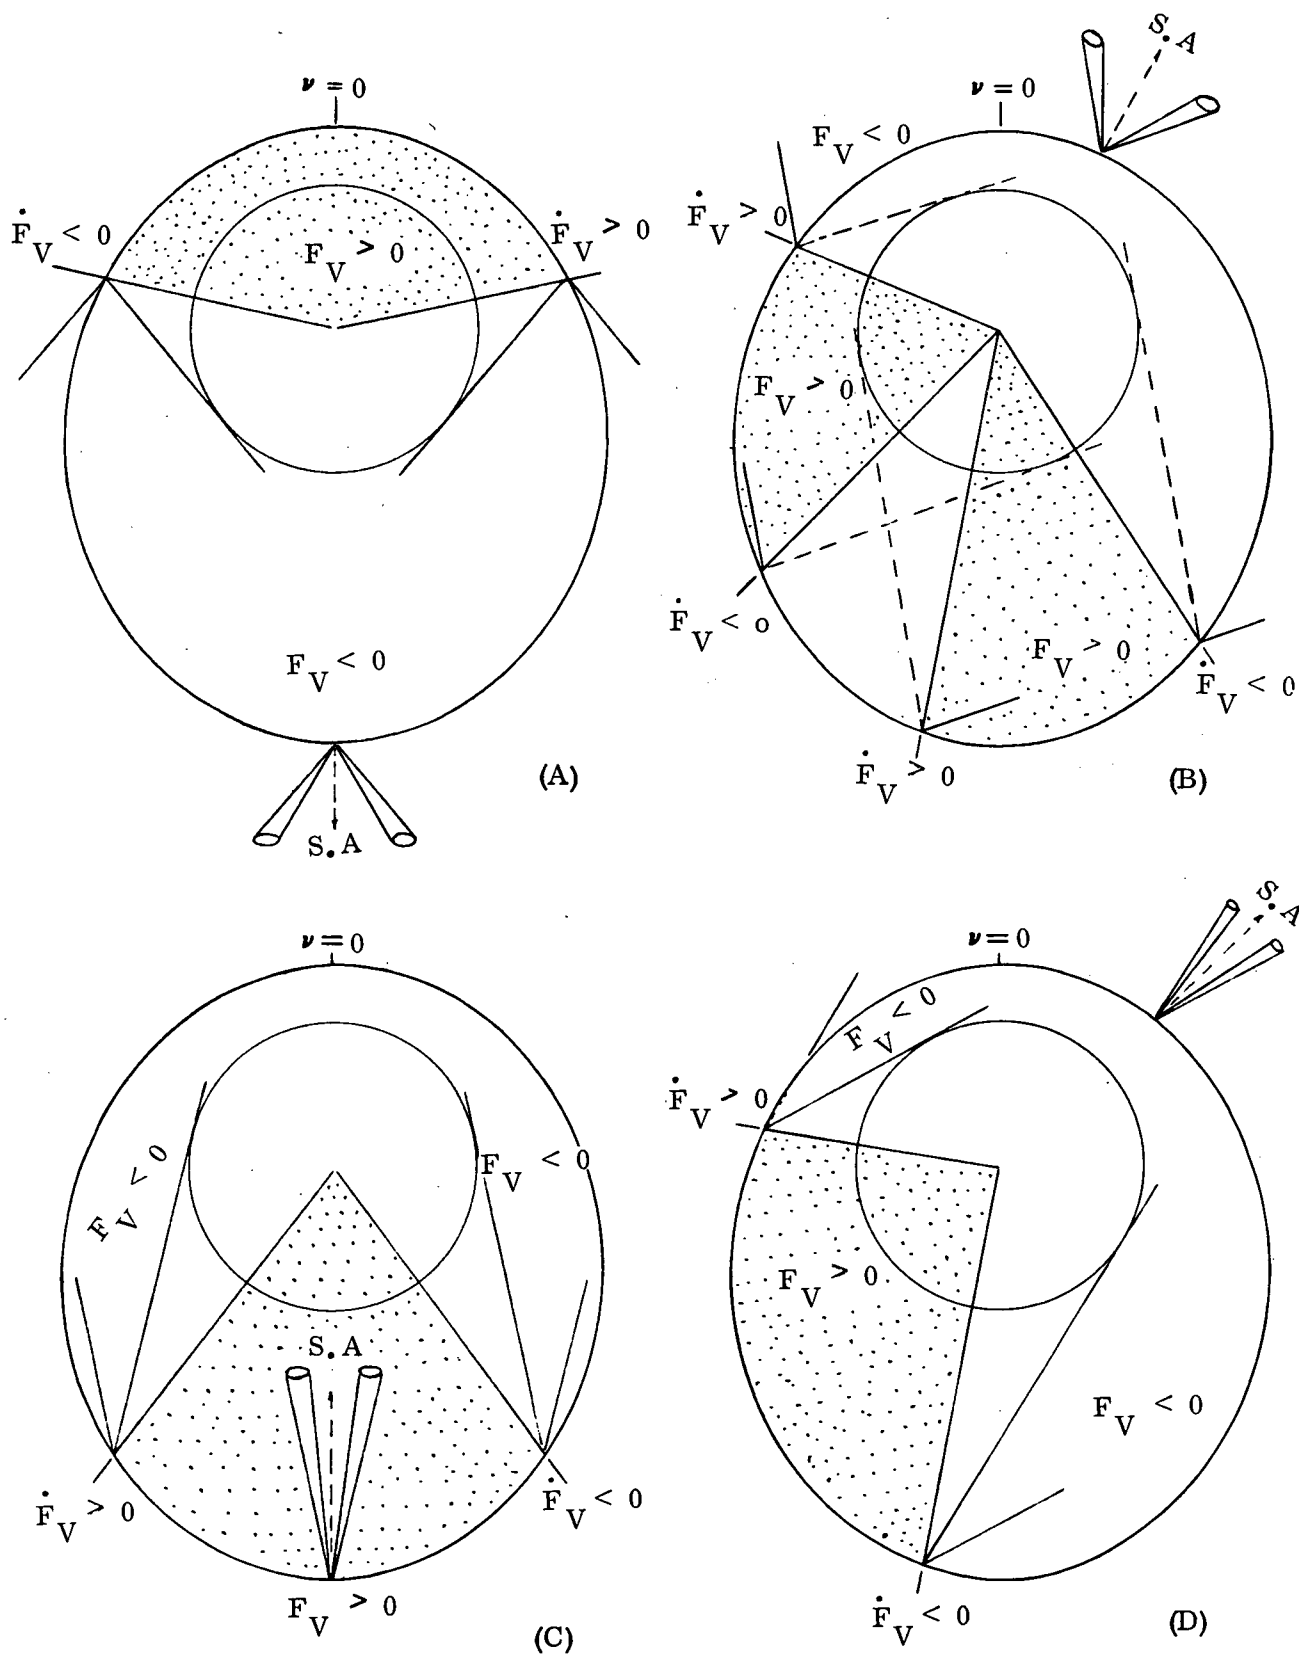 ν = 0
Ḟ_V < 0
F_V > 0
Ḟ_V > 0
F_V < 0
S.A
(A)
S.A
ν = 0
F_V < 0
Ḟ_V > 0
F_V > 0
Ḟ_V < 0
F_V > 0
Ḟ_V < 0
Ḟ_V > 0
(B)
ν = 0
F_V < 0
F_V < 0
S.A
Ḟ_V > 0
Ḟ_V < 0
F_V > 0
(C)
S.A
ν = 0
F_V < 0
Ḟ_V > 0
F_V > 0
F_V < 0
Ḟ_V < 0
(D)